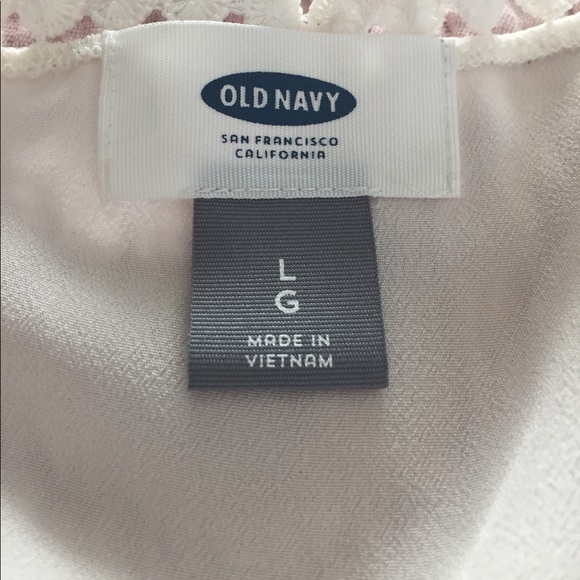 OLD NAVY
SAN FRANCISCO
CALIFORNIA
L
G
MADE IN
VIETNAM